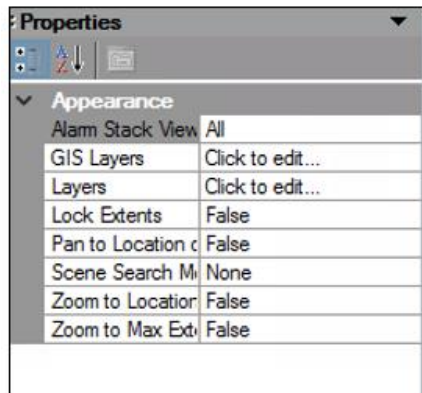 Properties
Appearance
Alarm Stack View All
GIS Layers Click to edit...
Layers Click to edit...
Lock Extents False
Pan to Location False
Scene Search None
Zoom to Location False
Zoom to Max False